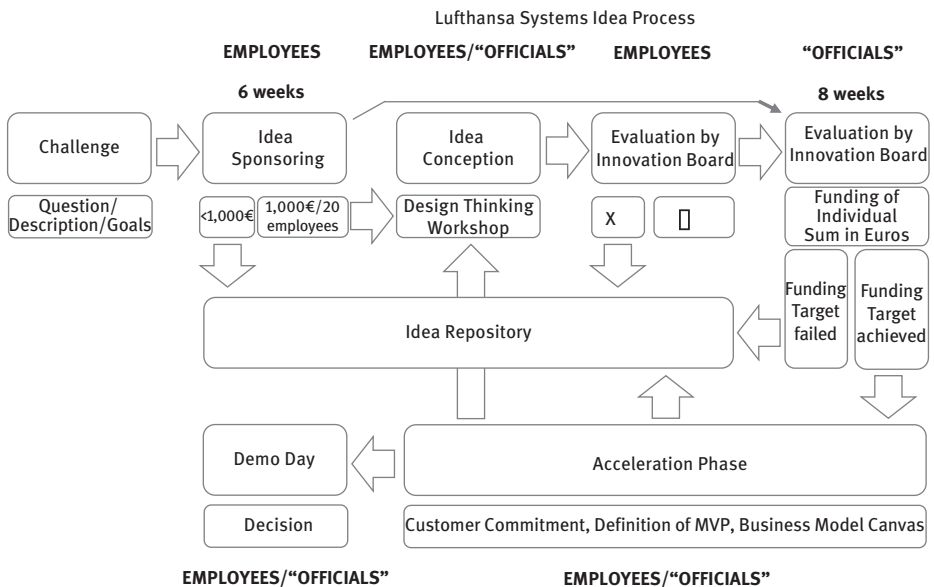 Lufthansa Systems Idea Process
EMPLOYEES
EMPLOYEES/“OFFICIALS”
EMPLOYEES
“OFFICIALS”
6 weeks
8 weeks
Challenge
Idea
Sponsoring
Idea
Conception
Evaluation by
Innovation Board
Evaluation by
Innovation Board
Question/
Description/Goals
<1,000€
1,000€/20
employees
Design Thinking
Workshop
X
Funding of
Individual
Sum in Euros
Funding
Target
failed
Funding
Target
achieved
Idea Repository
Demo Day
Acceleration Phase
Decision
Customer Commitment, Definition of MVP, Business Model Canvas
EMPLOYEES/“OFFICIALS”
EMPLOYEES/“OFFICIALS”